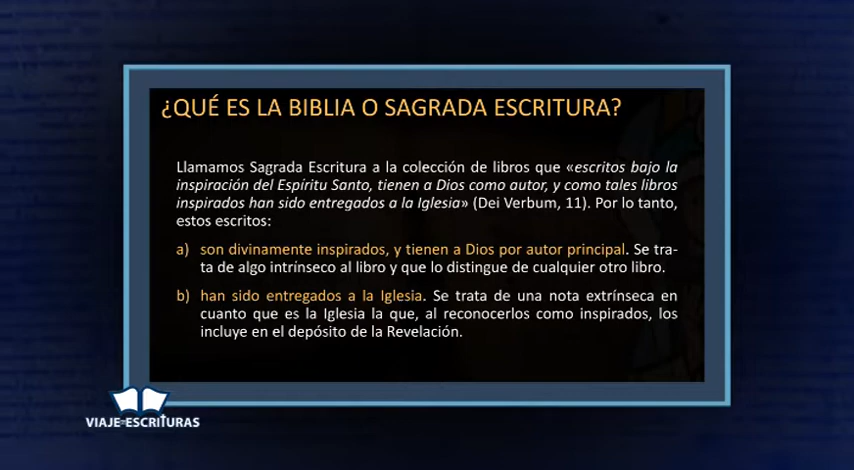 ¿QUÉ ES LA BIBLIA O SAGRADA ESCRITURA?
Llamamos Sagrada Escritura a la colección de libros que «escritos bajo la
inspiración del Espíritu Santo, tienen a Dios como autor, y como tales libros
inspirados han sido entregados a la Iglesia» (Dei Verbum, 11). Por lo tanto,
estos escritos:
a) son divinamente inspirados, y tienen a Dios por autor principal. Se tra-
ta de algo intrínseco al libro y que lo distingue de cualquier otro libro.
b) han sido entregados a la Iglesia. Se trata de una nota extrínseca en
cuanto que es la Iglesia la que, al reconocerlos como inspirados, los
incluye en el depósito de la Revelación.
VIAJE
ESCRITURAS